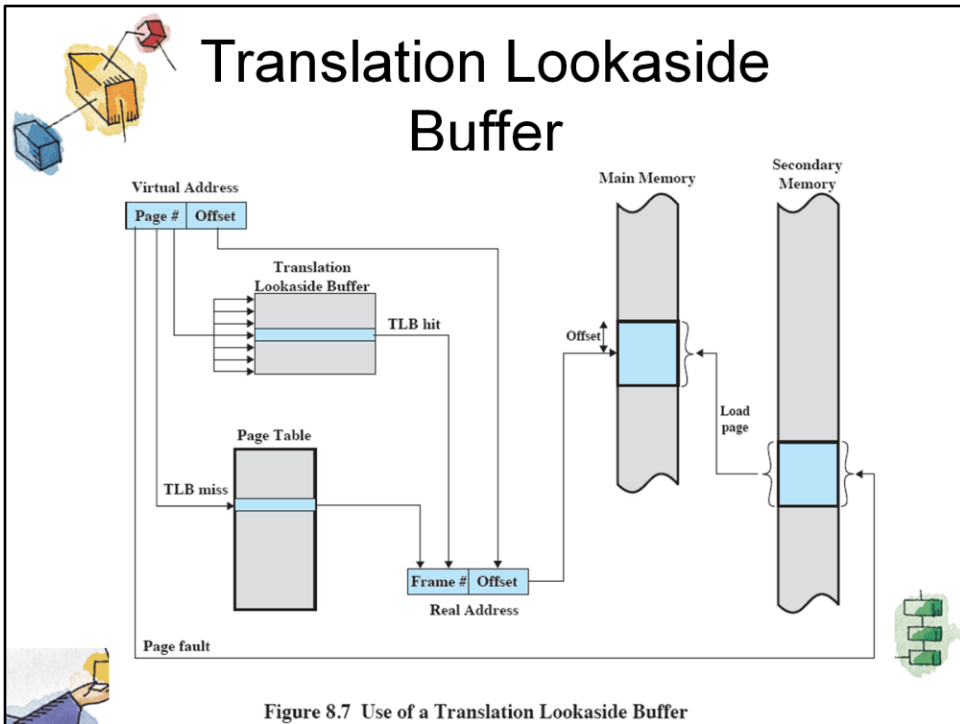 Translation Lookaside
Buffer
Secondary
Memory
Main Memory
Virtual Address
Page # Offset
Translation
Lookaside Buffer
TLB hit
Offset
Load
page
Page Table
TLB miss
Frame # Offset
Real Address
Page fault
Figure 8.7 Use of a Translation Lookaside Buffer